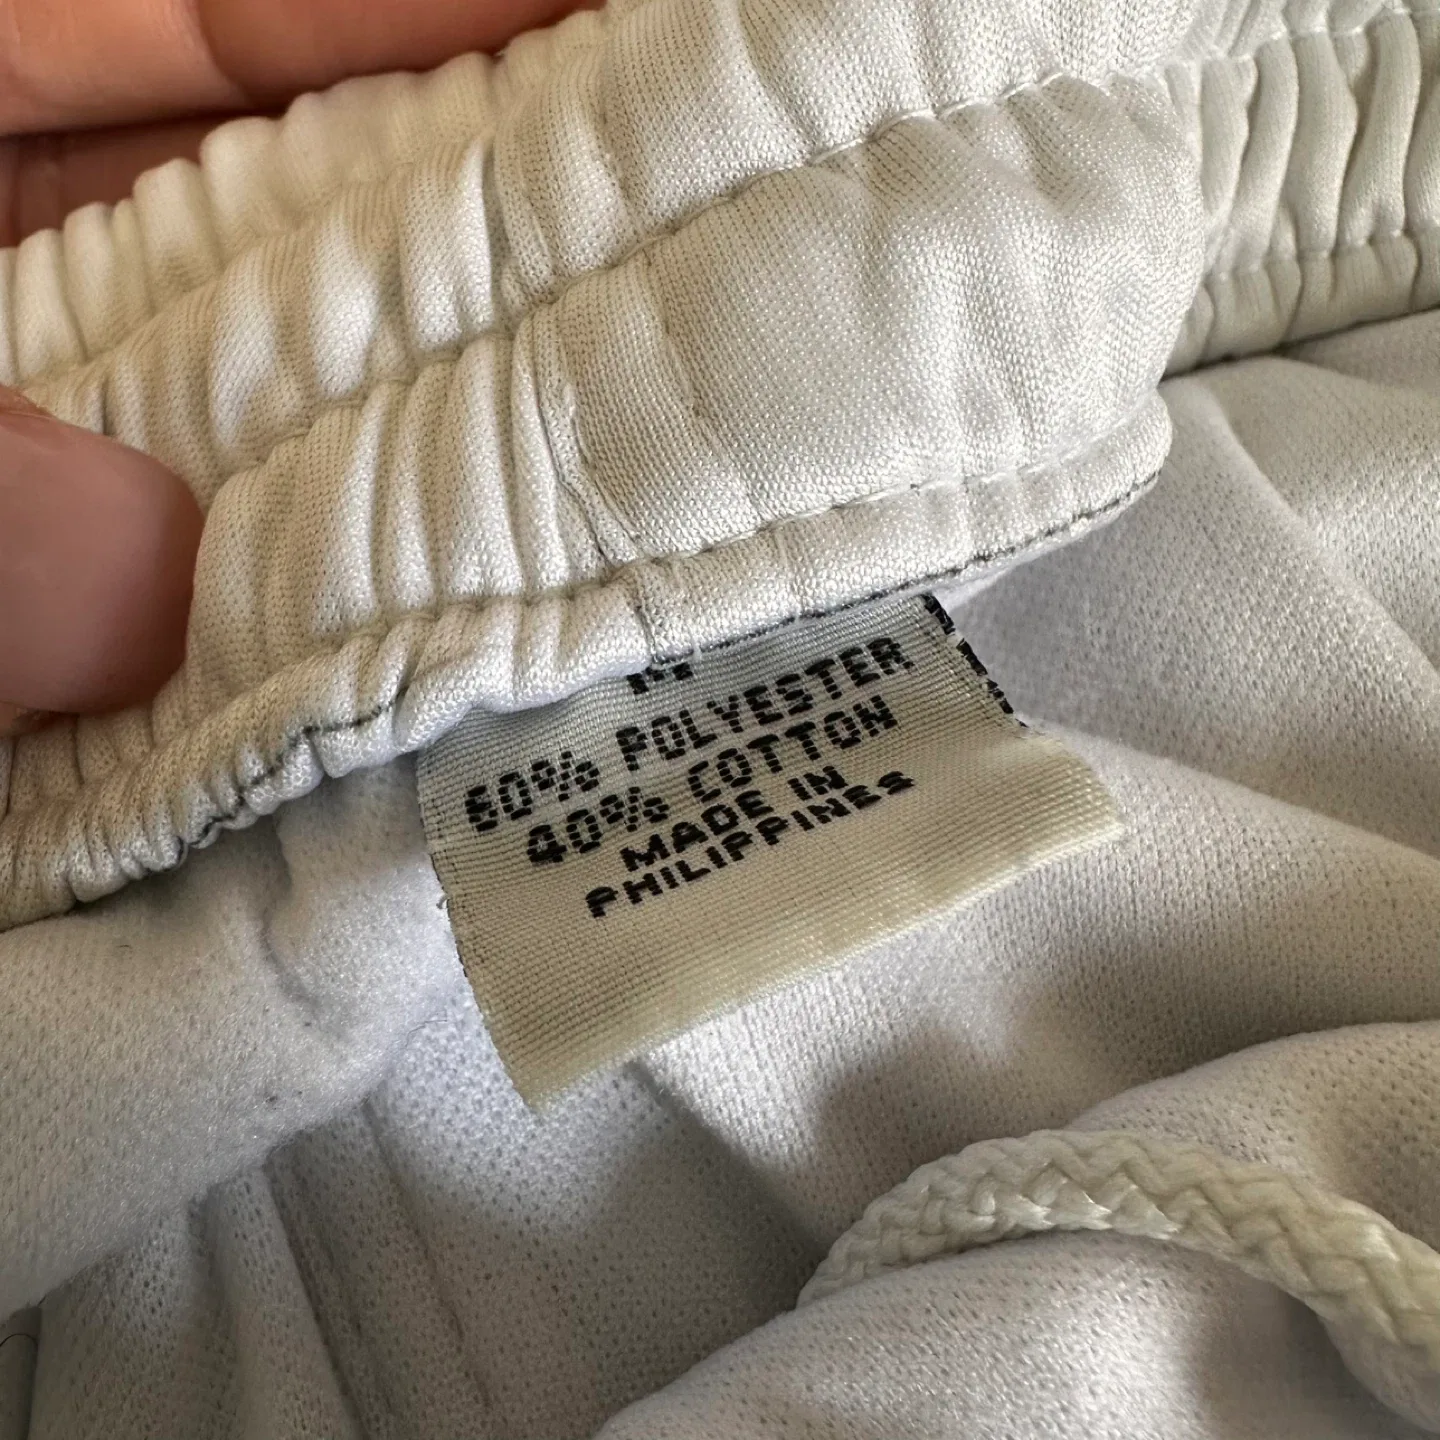 M
60% POLYESTER
40% COTTON
MADE IN
PHILIPPINES